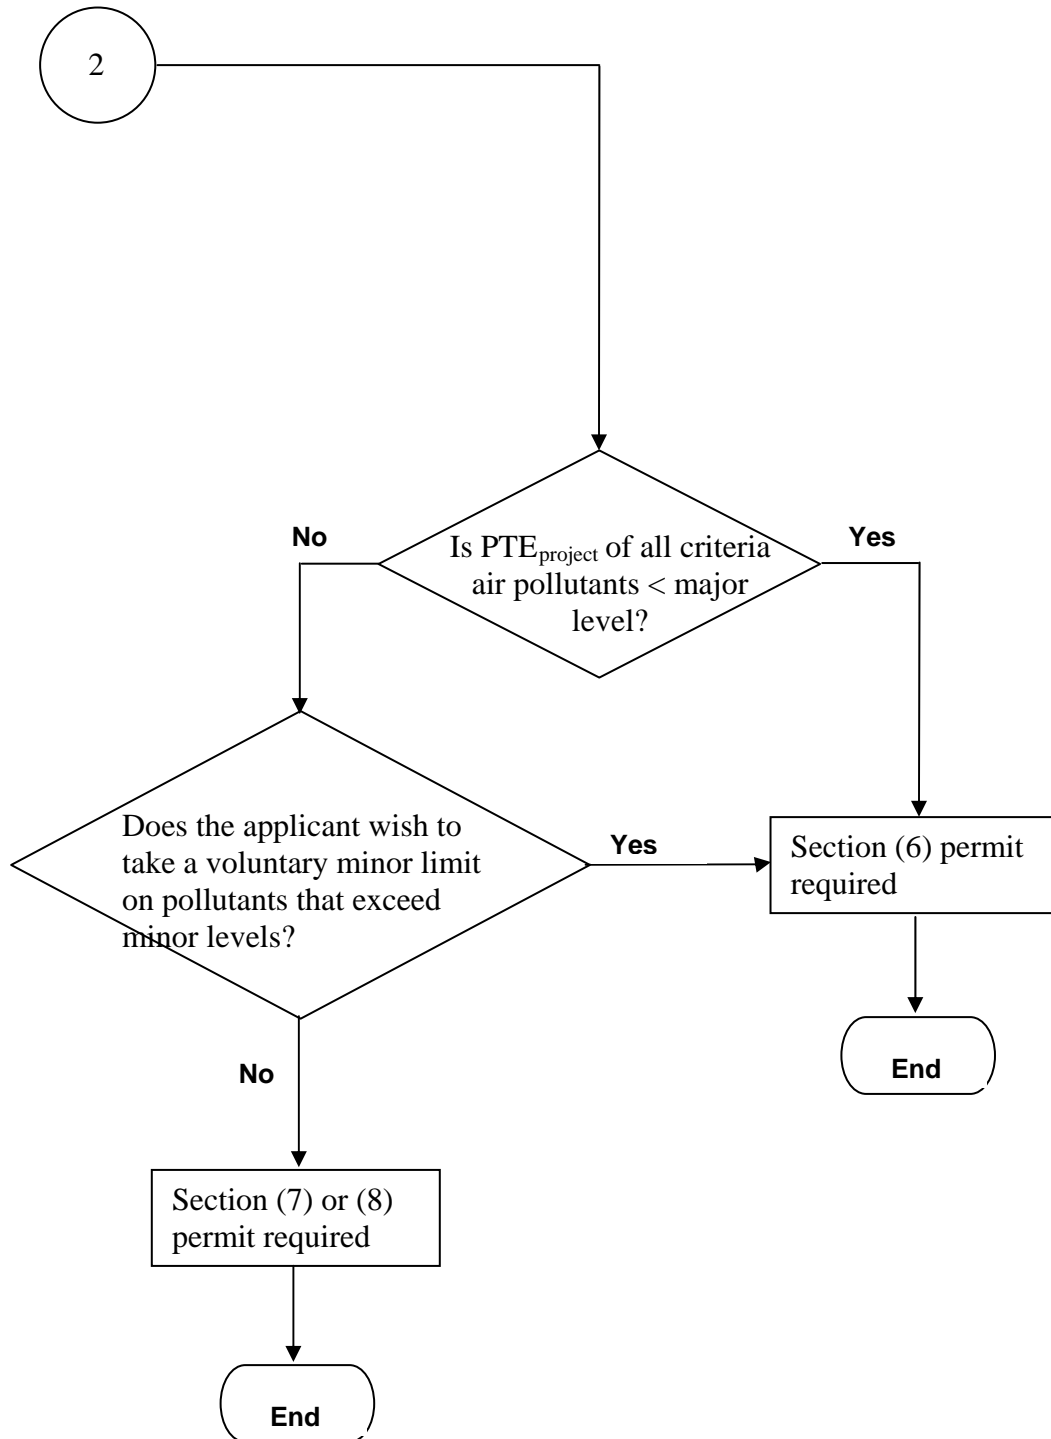 2
No
Yes
Is PTEproject of all criteria
air pollutants < major
level?
Does the applicant wish to
take a voluntary minor limit
on pollutants that exceed
minor levels?
Yes
Section (6) permit
required
End
No
Section (7) or (8)
permit required
End